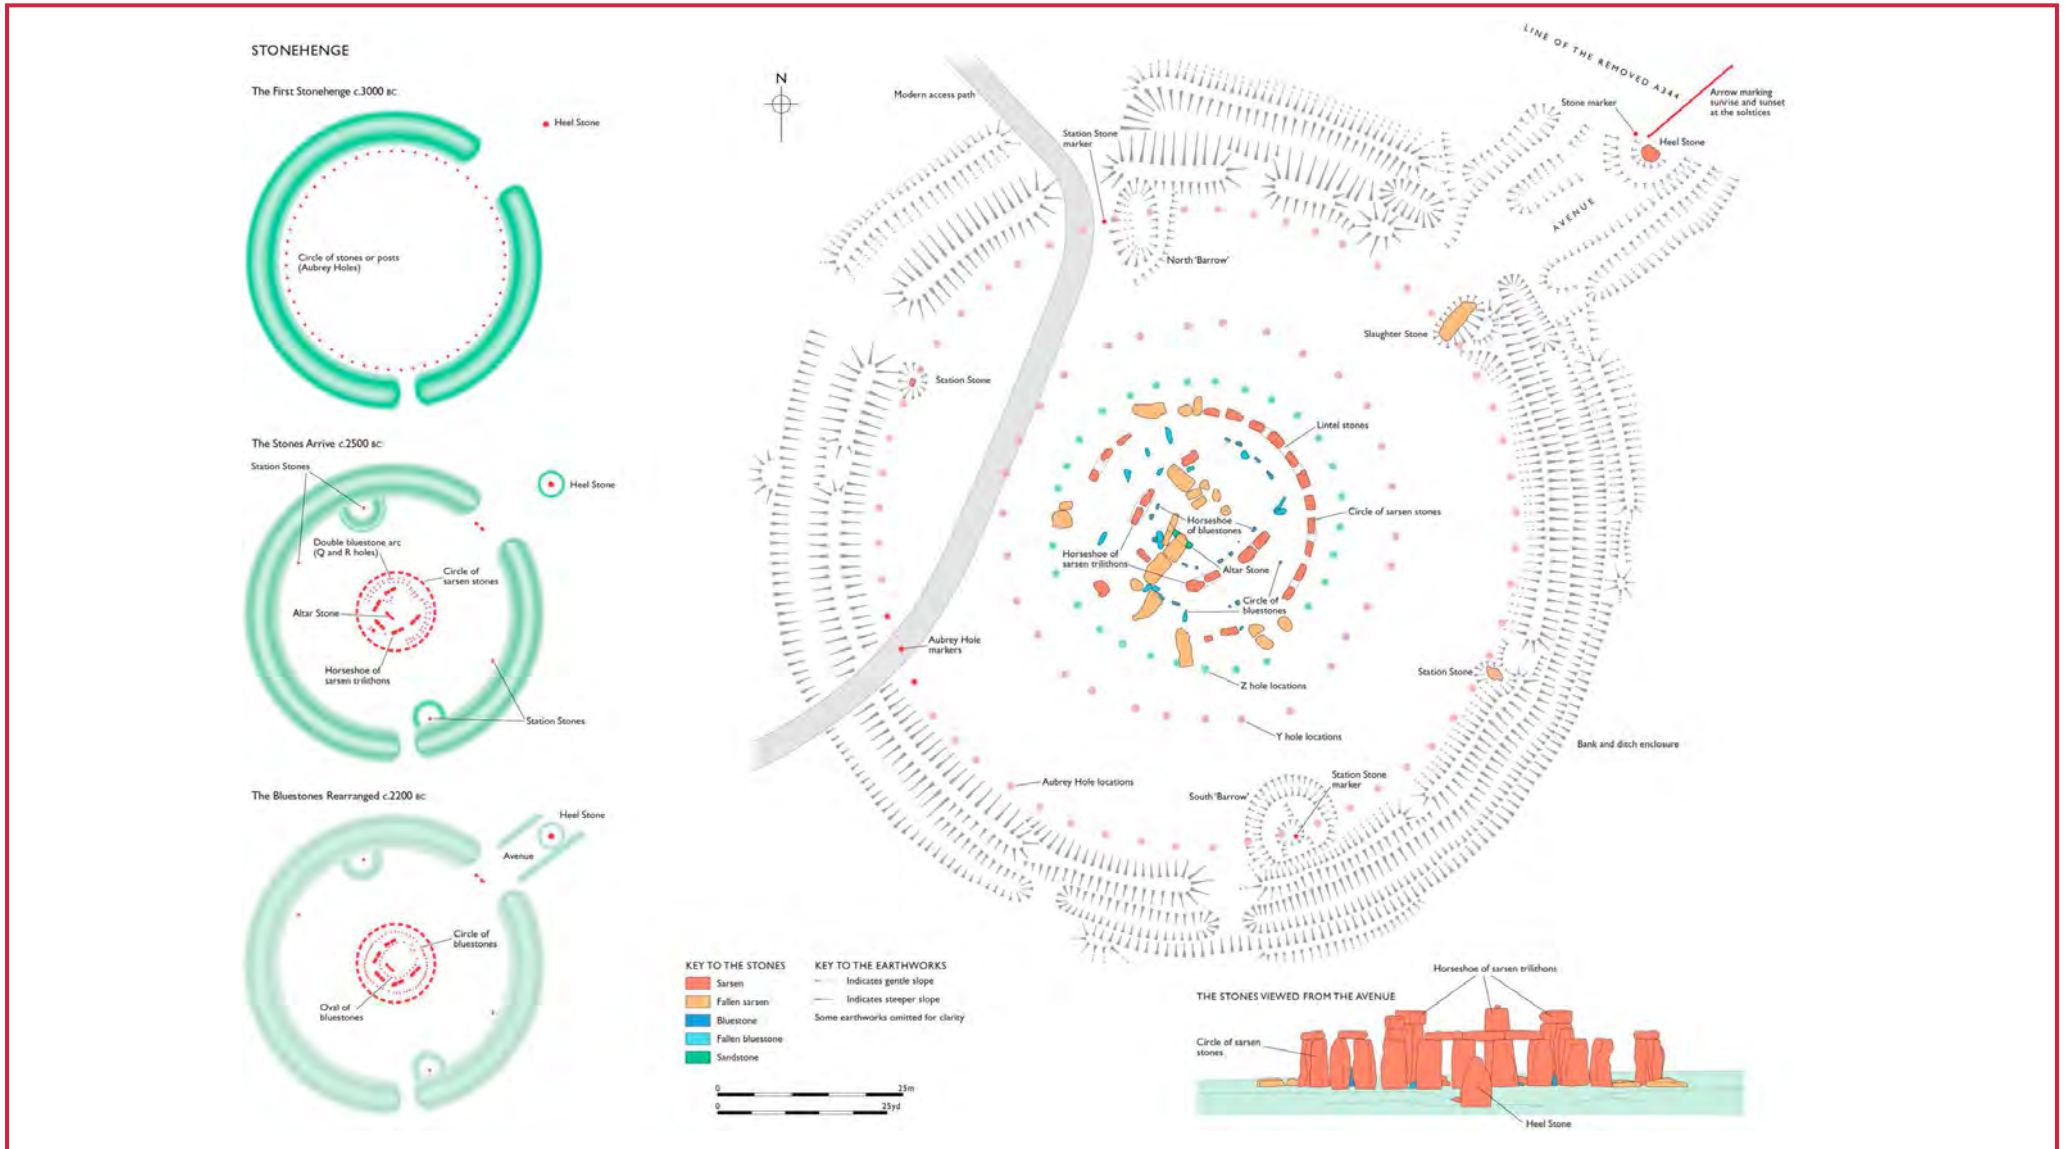 STONEHENGE
The First Stonehenge c.3000 BC
Heel Stone
Circle of stones or posts
(Aubrey Holes)
The Stones Arrive c.2500 BC
Station Stones
Heel Stone
Double bluestone arc
(Q and R holes)
Circle of
sarsen stones
Altar Stone
Horseshoe of
sarsen trilithons
Station Stones
The Bluestones Rearranged c.2200 BC
Heel Stone
Avenue
Circle of
bluestones
Oval of
bluestones
N
Modern access path
Station Stone
marker
LINE OF THE REMOVED A344
Stone marker
Arrow marking
sunrise and sunset
at the solstices
Heel Stone
AVENUE
North 'Barrow'
Slaughter Stone
Station Stone
Lintel stones
Circle of sarsen stones
Horseshoe
of bluestones
Horseshoe of
sarsen trilithons
Altar Stone
Circle of
bluestones
Aubrey Hole
markers
Station Stone
Z hole locations
Y hole locations
Bank and ditch enclosure
Aubrey Hole locations
Station Stone
marker
South 'Barrow'
KEY TO THE STONES
Sarsen
Fallen sarsen
Bluestone
Fallen bluestone
Sandstone
KEY TO THE EARTHWORKS
Indicates gentle slope
Indicates steeper slope
Some earthworks omitted for clarity
0 25m
0 25yd
THE STONES VIEWED FROM THE AVENUE
Horseshoe of sarsen trilithons
Circle of sarsen
stones
Heel Stone